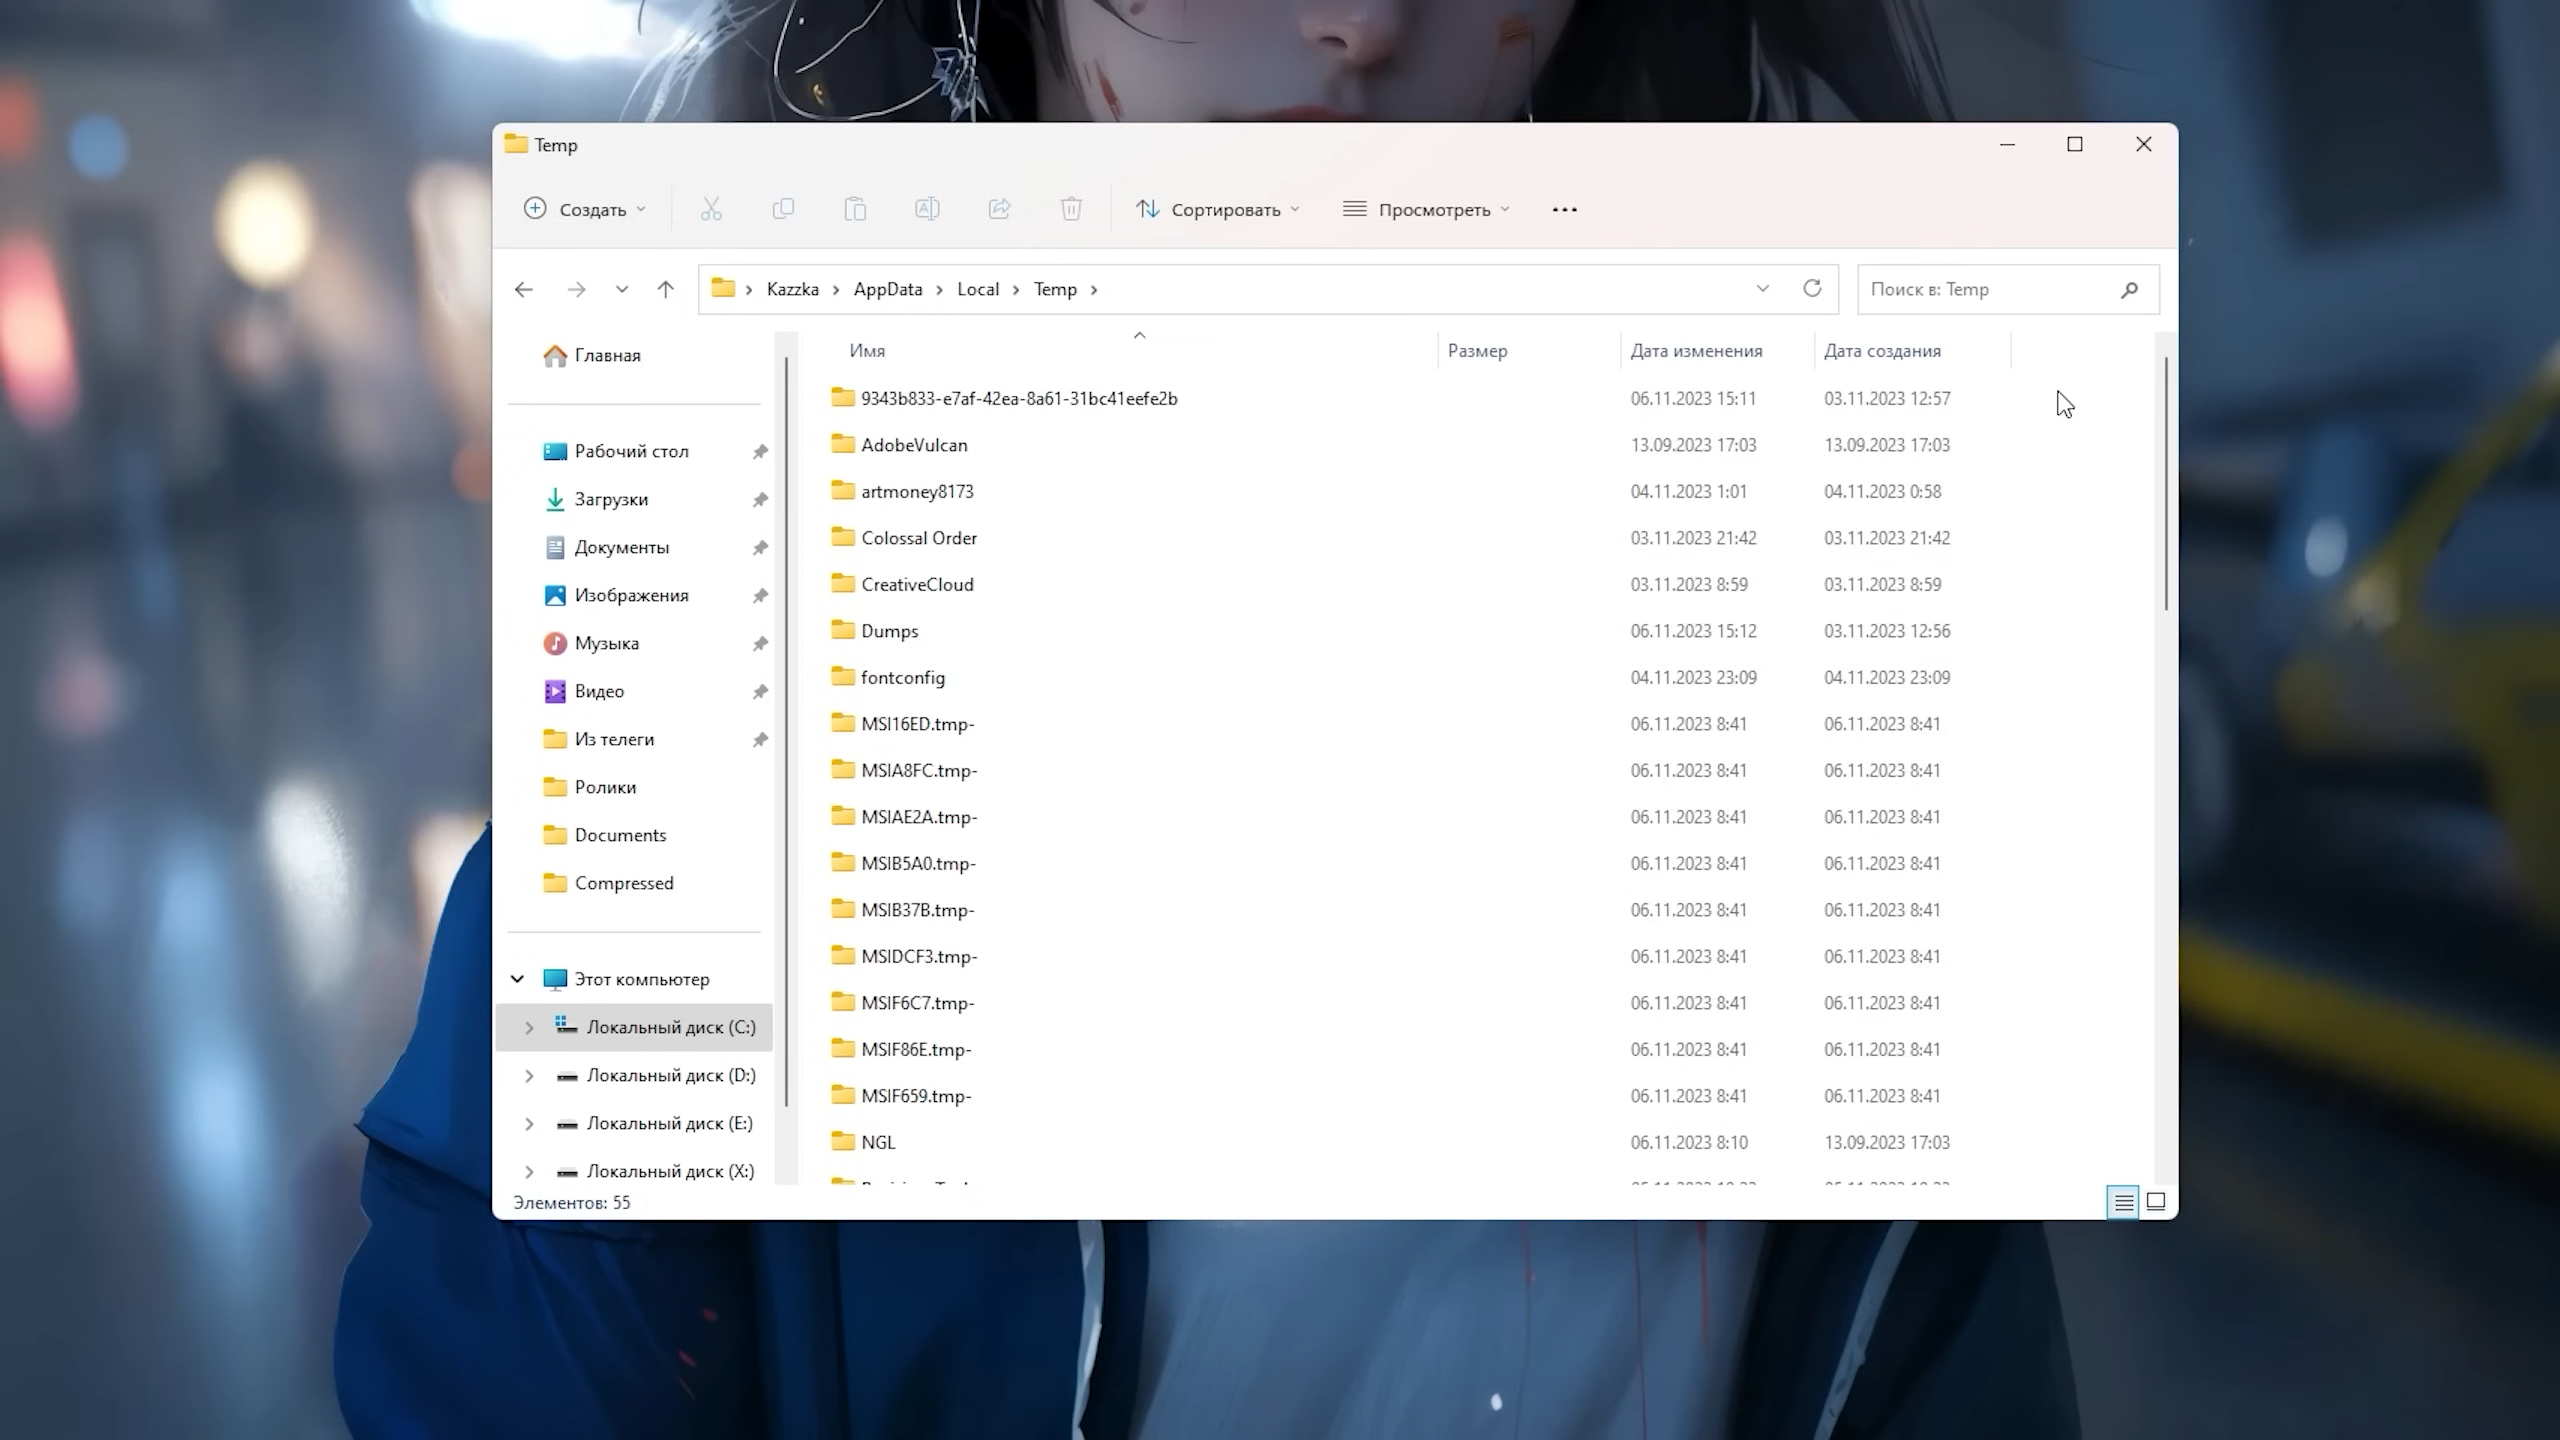 Temp
Создать
Сортировать
Просмотреть
Kazzka
AppData
Local
Temp
Поиск в: Temp
Главная
Рабочий стол
Загрузки
Документы
Изображения
Музыка
Видео
Из телеги
Ролики
Documents
Compressed
Этот компьютер
Локальный диск (C:)
Локальный диск (D:)
Локальный диск (E:)
Локальный диск (X:)
Имя Размер Дата изменения Дата создания
9343b833-e7af-42ea-8a61-31bc41eefe2b 06.11.2023 15:11 03.11.2023 12:57
AdobeVulcan 13.09.2023 17:03 13.09.2023 17:03
artmoney8173 04.11.2023 1:01 04.11.2023 0:58
Colossal Order 03.11.2023 21:42 03.11.2023 21:42
CreativeCloud 03.11.2023 8:59 03.11.2023 8:59
Dumps 06.11.2023 15:12 03.11.2023 12:56
fontconfig 04.11.2023 23:09 04.11.2023 23:09
MSI16ED.tmp- 06.11.2023 8:41 06.11.2023 8:41
MSIA8FC.tmp- 06.11.2023 8:41 06.11.2023 8:41
MSIAE2A.tmp- 06.11.2023 8:41 06.11.2023 8:41
MSIB5A0.tmp- 06.11.2023 8:41 06.11.2023 8:41
MSIB37B.tmp- 06.11.2023 8:41 06.11.2023 8:41
MSIDCF3.tmp- 06.11.2023 8:41 06.11.2023 8:41
MSIF6C7.tmp- 06.11.2023 8:41 06.11.2023 8:41
MSIF86E.tmp- 06.11.2023 8:41 06.11.2023 8:41
MSIF659.tmp- 06.11.2023 8:41 06.11.2023 8:41
NGL 06.11.2023 8:10 13.09.2023 17:03
Элементов: 55